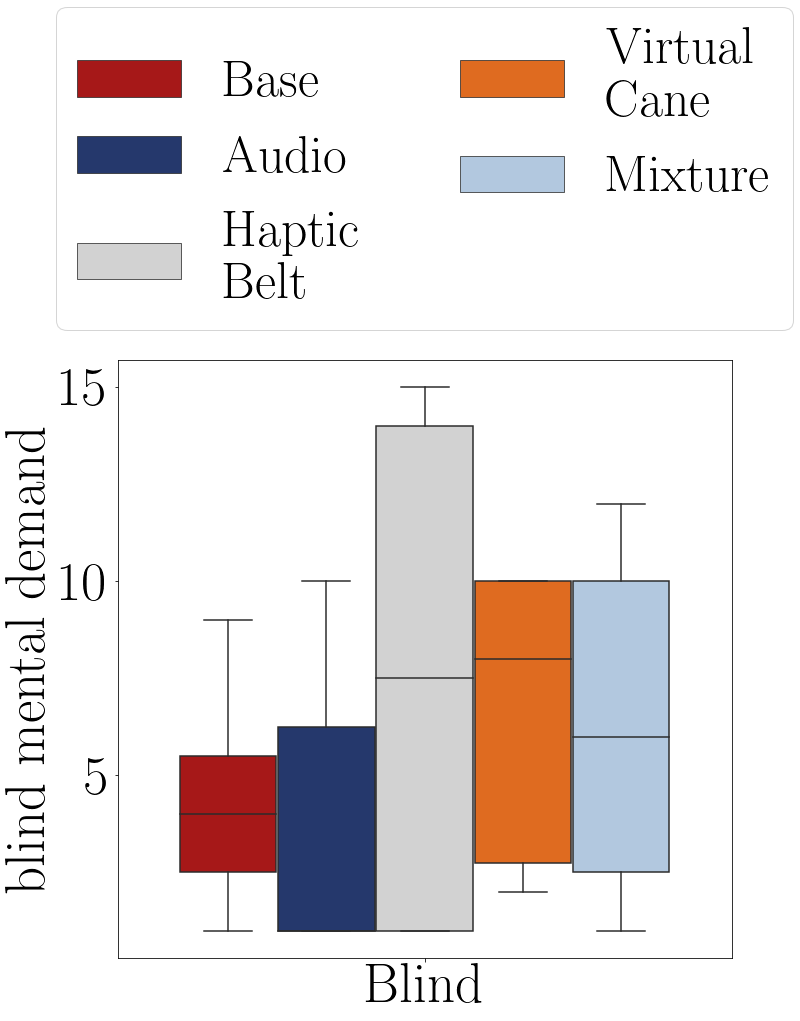 Base
Audio
Haptic
Belt
Virtual
Cane
Mixture
15
10
5
blind mental demand
Blind